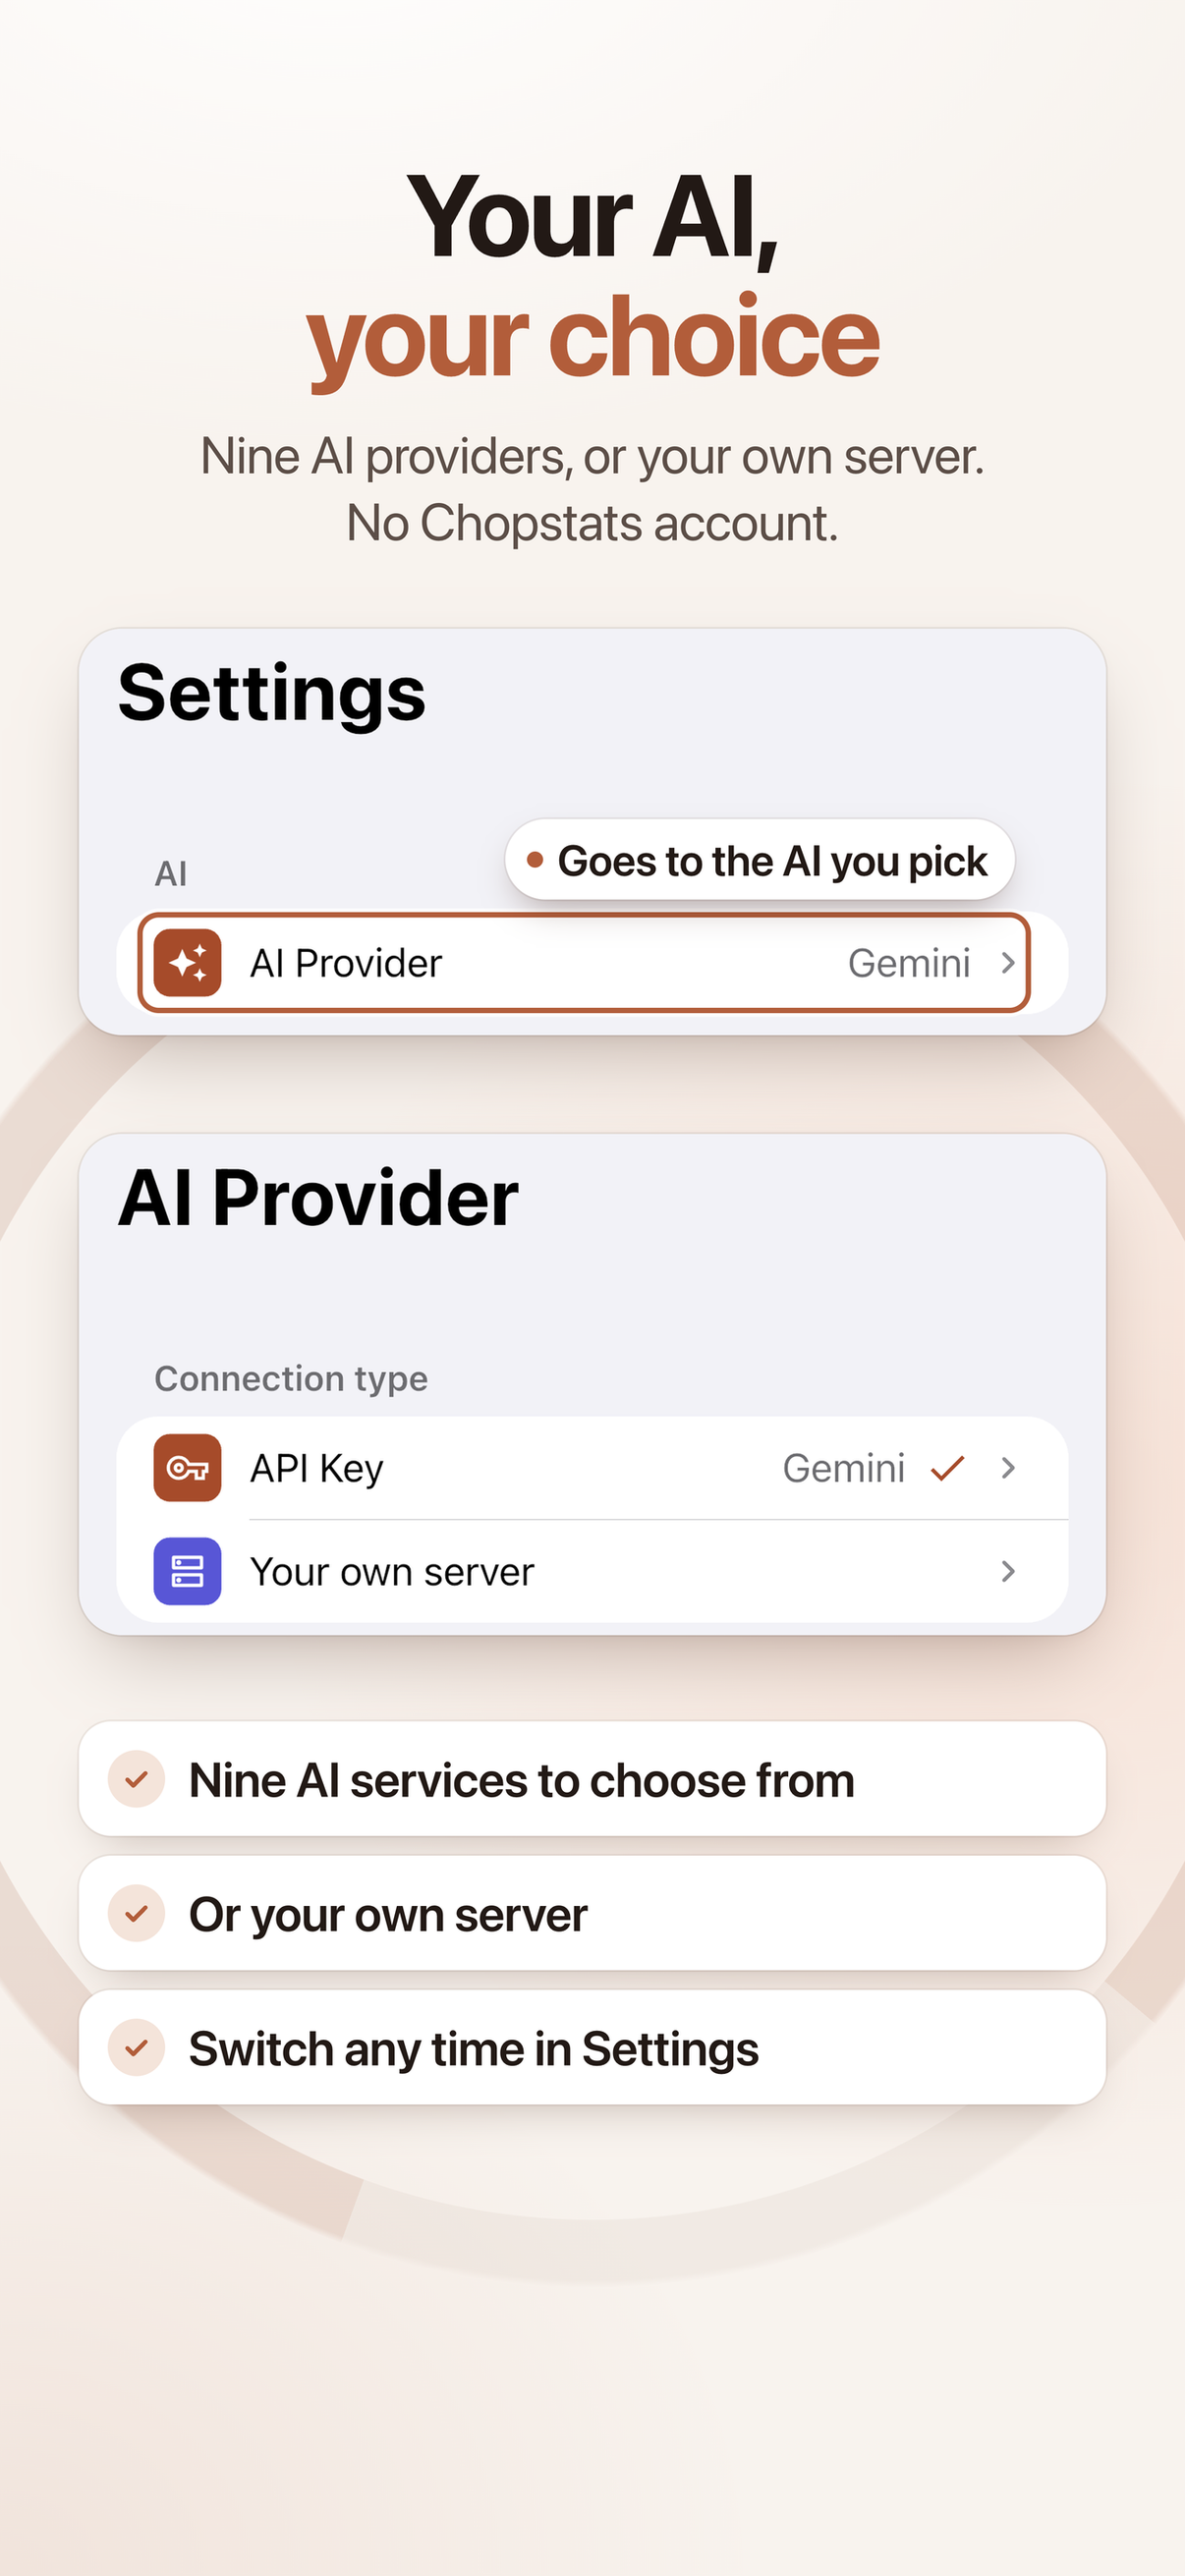 Your AI,
your choice
Nine AI providers, or your own server.
No Chopstats account.
Settings
AI
Goes to the AI you pick
AI Provider
Gemini
AI Provider
Connection type
API Key
Gemini
Your own server
Nine AI services to choose from
Or your own server
Switch any time in Settings